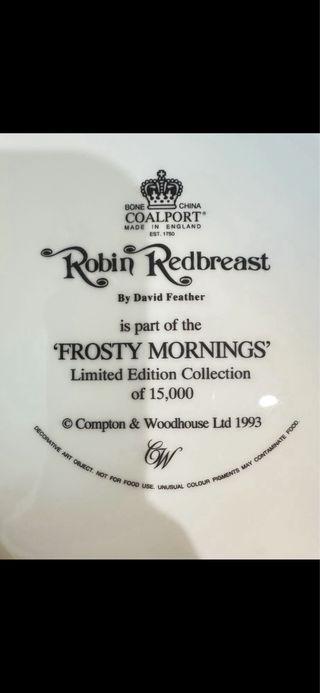 BONE CHINA
COALPORT®
MADE IN ENGLAND
EST. 1750
Robin Redbreast
By David Feather
is part of the
‘FROSTY MORNINGS’
Limited Edition Collection
of 15,000
© Compton & Woodhouse Ltd 1993
CW
DECORATIVE ART OBJECT. NOT FOR FOOD USE. UNUSUAL COLOUR PIGMENTS MAY CONTAMINATE FOOD.